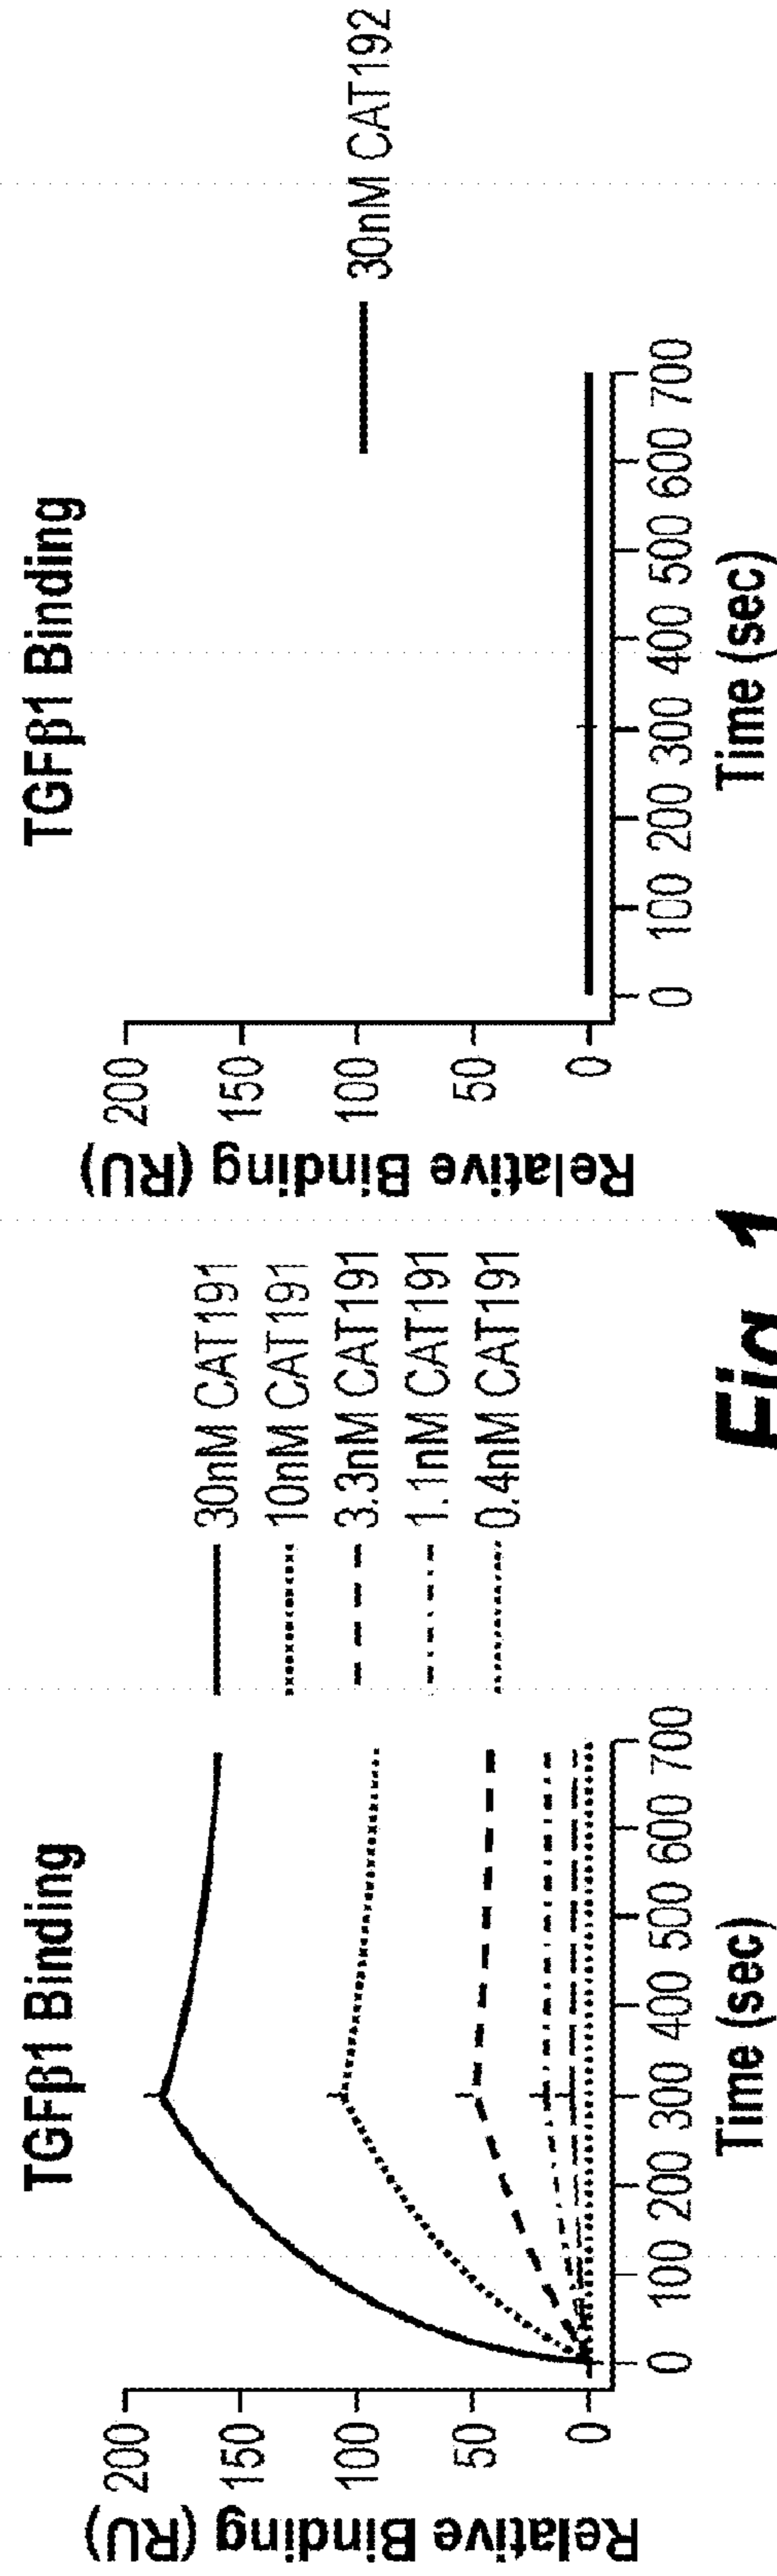 TGFβ1 Binding
Relative Binding (RU)
200
150
100
50
0
0 100 200 300 400 500 600 700
Time (sec)
30nM CAT191
10nM CAT191
3.3nM CAT191
1.1nM CAT191
0.4nM CAT191
TGFβ1 Binding
Relative Binding (RU)
200
150
100
50
0
0 100 200 300 400 500 600 700
Time (sec)
30nM CAT192
Fig. 1